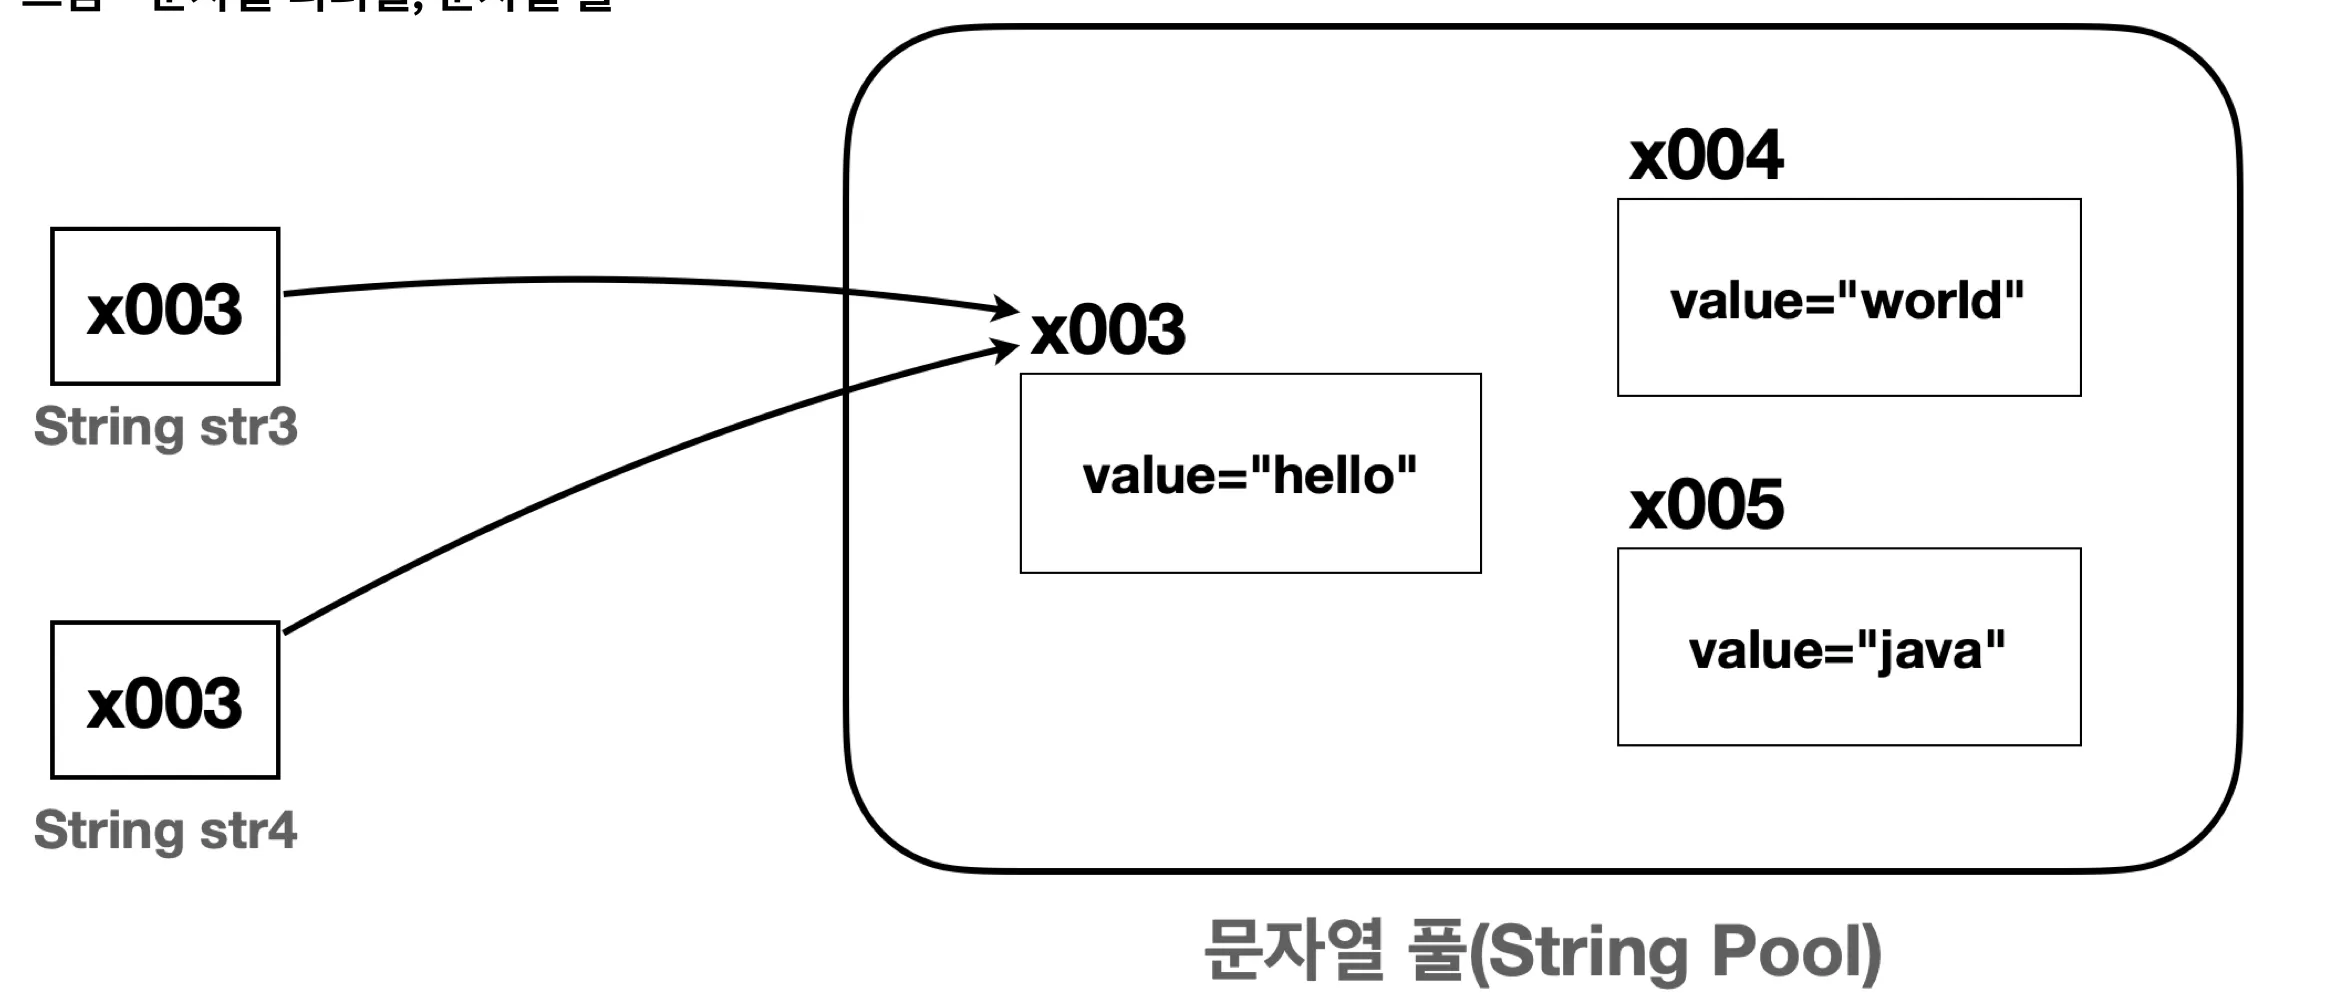 x004
value="world"
x003
String str3
x003
value="hello"
x005
value="java"
x003
String str4
문자열 풀(String Pool)